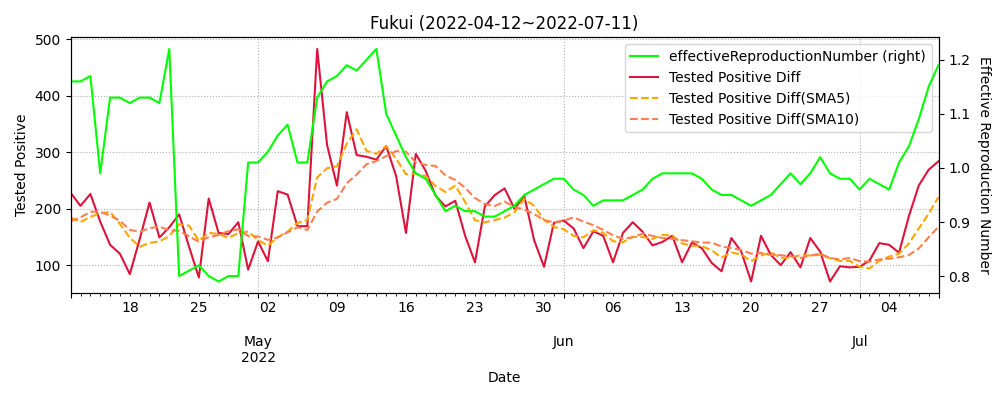 Fukui (2022-04-12~2022-07-11)
effectiveReproductionNumber (right)
Tested Positive Diff
Tested Positive Diff(SMA5)
Tested Positive Diff(SMA10)
Tested Positive
500
400
300
200
100
1.2
1.1
1.0
0.9
0.8
Effective Reproduction Number
18 25 02 09 16 23 30 06 13 20 27 04
May Jun Jul
2022
Date